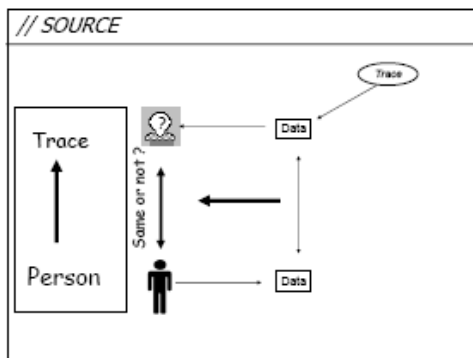 // SOURCE
Trace
?
Data
Trace
Same or not ?
Person
Data